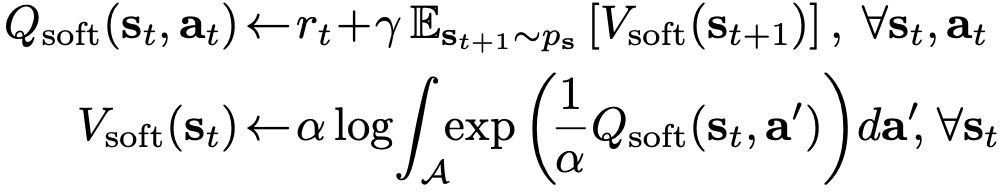 Q_soft(s_t, a_t) ← r_t + γ 𝔼_{s_{t+1}∼p_s} [V_soft(s_{t+1})] , ∀s_t, a_t
V_soft(s_t) ← α log ∫_𝒜 exp ( \frac{1}{α} Q_soft(s_t, a′) ) da′, ∀s_t